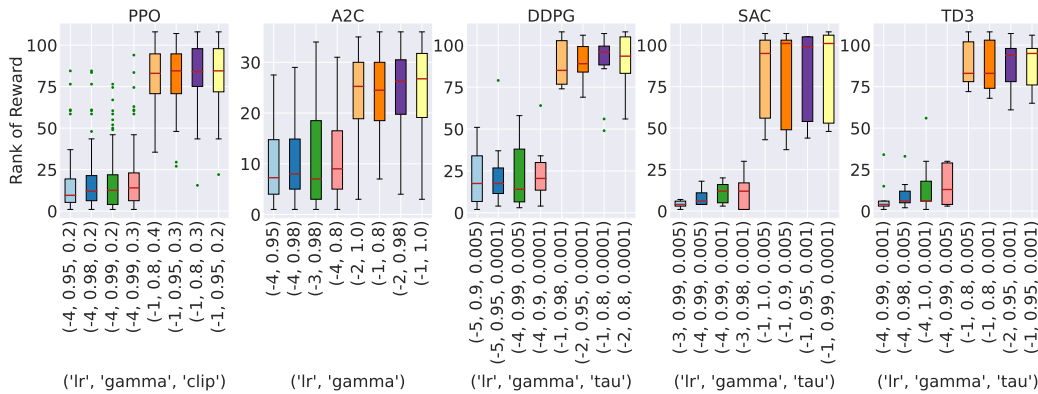 PPO
A2C
DDPG
SAC
TD3
Rank of Reward
100
75
50
25
0
30
20
10
0
100
75
50
25
0
100
75
50
25
0
100
75
50
25
0
(-4, 0.95, 0.2)
(-4, 0.98, 0.2)
(-4, 0.99, 0.2)
(-4, 0.99, 0.3)
(-1, 0.8, 0.4)
(-1, 0.95, 0.3)
(-1, 0.8, 0.3)
(-1, 0.95, 0.2)
(-4, 0.95)
(-4, 0.98)
(-3, 0.98)
(-4, 0.8)
(-2, 1.0)
(-1, 0.8)
(-2, 0.98)
(-1, 1.0)
(-5, 0.9, 0.005)
(-5, 0.95, 0.0001)
(-4, 0.99, 0.005)
(-4, 0.9, 0.0001)
(-1, 0.98, 0.001)
(-2, 0.95, 0.0001)
(-1, 0.8, 0.0001)
(-2, 0.8, 0.0001)
(-3, 0.99, 0.0005)
(-4, 0.99, 0.005)
(-4, 0.98, 0.005)
(-3, 0.98, 0.001)
(-1, 1.0, 0.005)
(-1, 0.9, 0.005)
(-1, 0.95, 0.001)
(-1, 0.99, 0.0001)
(-4, 0.99, 0.001)
(-4, 0.98, 0.005)
(-4, 1.0, 0.001)
(-4, 0.95, 0.005)
(-1, 0.8, 0.001)
(-1, 0.8, 0.0001)
(-2, 0.95, 0.0001)
('lr', 'gamma', 'clip')
('lr', 'gamma')
('lr', 'gamma', 'tau')
('lr', 'gamma', 'tau')
('lr', 'gamma', 'tau')